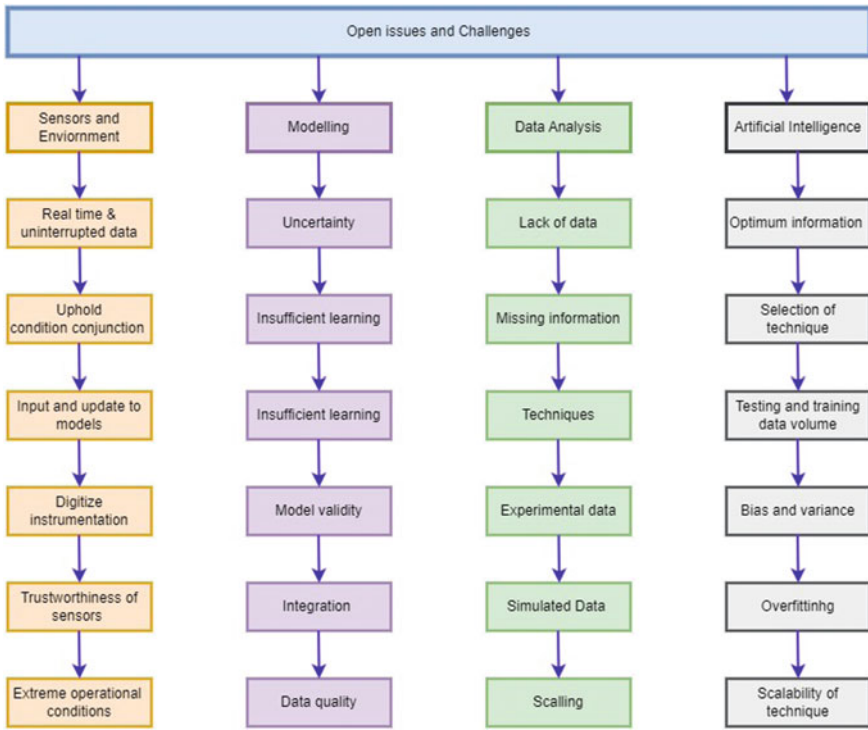 Open issues and Challenges
Sensors and
Enviornment
Real time &
uninterrupted data
Uphold
condition conjunction
Input and update to
models
Digitize
instrumentation
Trustworthiness of
sensors
Extreme operational
conditions
Modelling
Uncertainty
Insufficient learning
Insufficient learning
Model validity
Integration
Data quality
Data Analysis
Lack of data
Missing information
Techniques
Experimental data
Simulated Data
Scalling
Artificial Intelligence
Optimum information
Selection of
technique
Testing and training
data volume
Bias and variance
Overfittinhg
Scalability of
technique